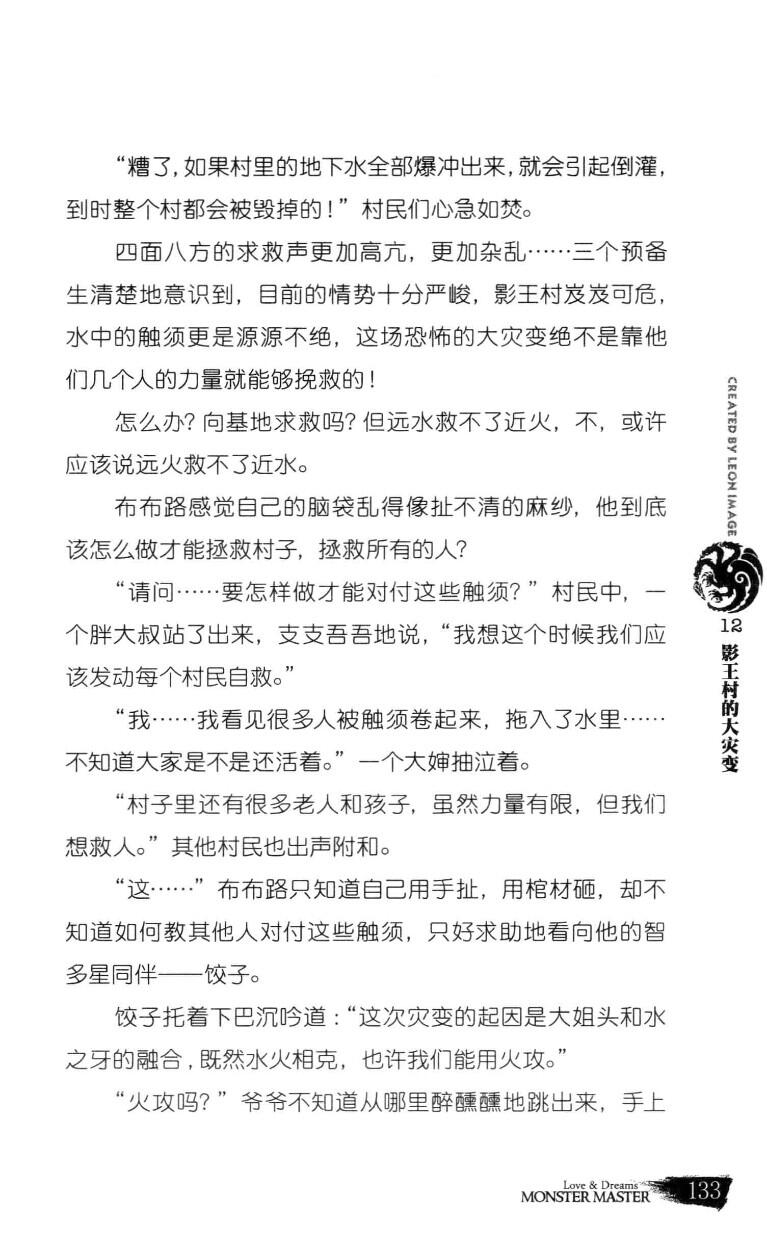 “糟了，如果村里的地下水全部爆冲出来，就会引起倒灌，
到时整个村都会被毁掉的！”村民们心急如焚。
四面八方的求救声更加高亢，更加杂乱……三个预备
生清楚地意识到，目前的情势十分严峻，影王村岌岌可危，
水中的触须更是源源不绝，这场恐怖的大灾变绝不是靠他
们几个人的力量就能够挽救的！
怎么办？向基地求救吗？但远水救不了近火，不，或许
应该说远火救不了近水。
布布路感觉自己的脑袋乱得像扯不清的麻纱，他到底
该怎么做才能拯救村子，拯救所有的人？
“请问……要怎样做才能对付这些触须？”村民中，一
个胖大叔站了出来，支支吾吾地说，“我想这个时候我们应
该发动每个村民自救。”
“我……我看见很多人被触须卷起来，拖入了水里……
不知道大家是不是还活着。”一个大婶抽泣着。
“村子里还有很多老人和孩子，虽然力量有限，但我们
想救人。”其他村民也出声附和。
“这……”布布路只知道自己用手扯，用棺材砸，却不
知道如何教其他人对付这些触须，只好求助地看向他的智
多星同伴——饺子。
饺子托着下巴沉吟道：“这次灾变的起因是大姐头和水
之牙的融合，既然水火相克，也许我们能用火攻。”
“火攻吗？”爷爷不知道从哪里醉醺醺地跳出来，手上
CREATED BY LEON IMAGE
12
影王村的大灾变
Love & Dreams
MONSTER MASTER
133